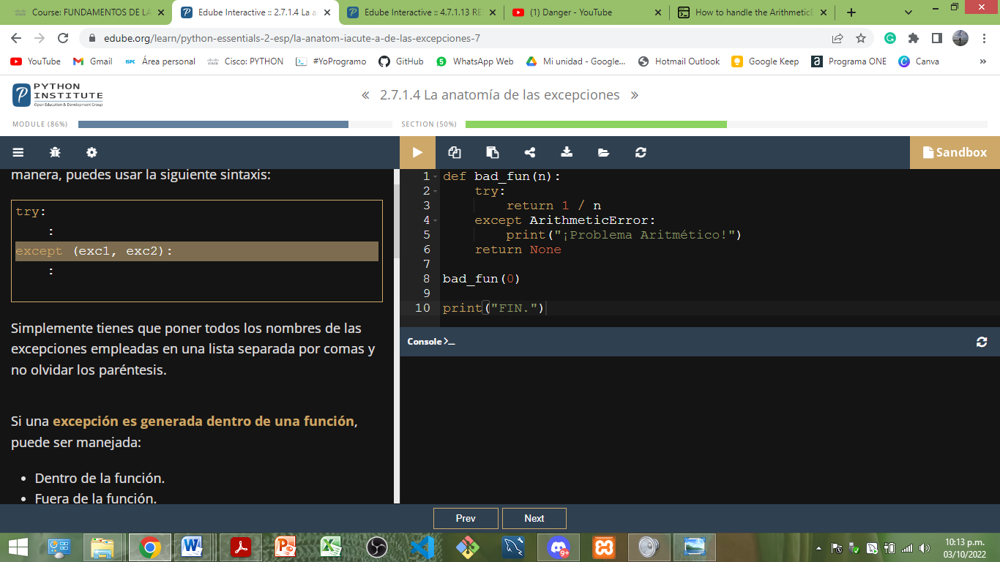 Course: FUNDAMENTOS DE LA
Edube Interactive :: 2.7.1.4 La a
Edube Interactive :: 4.7.1.13 RE
(1) Danger - YouTube
How to handle the ArithmeticE
edube.org/learn/python-essentials-2-esp/la-anatom-iacute-a-de-las-excepciones-7
YouTube
Gmail
Área personal
Cisco: PYTHON
#YoProgramo
GitHub
WhatsApp Web
Mi unidad - Google...
Hotmail Outlook
Google Keep
Programa ONE
Canva
»
PYTHON
INSTITUTE
Open Education & Development Group
« 2.7.1.4 La anatomía de las excepciones »
MODULE (86%)
SECTION (50%)
Sandbox
manera, puedes usar la siguiente sintaxis:
try:
:
except (exc1, exc2):
:
Simplemente tienes que poner todos los nombres de las
excepciones empleadas en una lista separada por comas y
no olvidar los paréntesis.
Si una excepción es generada dentro de una función,
puede ser manejada:
• Dentro de la función.
• Fuera de la función.
1 def bad_fun(n):
2 try:
3 return 1 / n
4 except ArithmeticError:
5 print("¡Problema Aritmético!")
6 return None
7
8 bad_fun(0)
9
10 print("FIN.")
Console >_
Prev
Next
9+
10:13 p.m.
03/10/2022